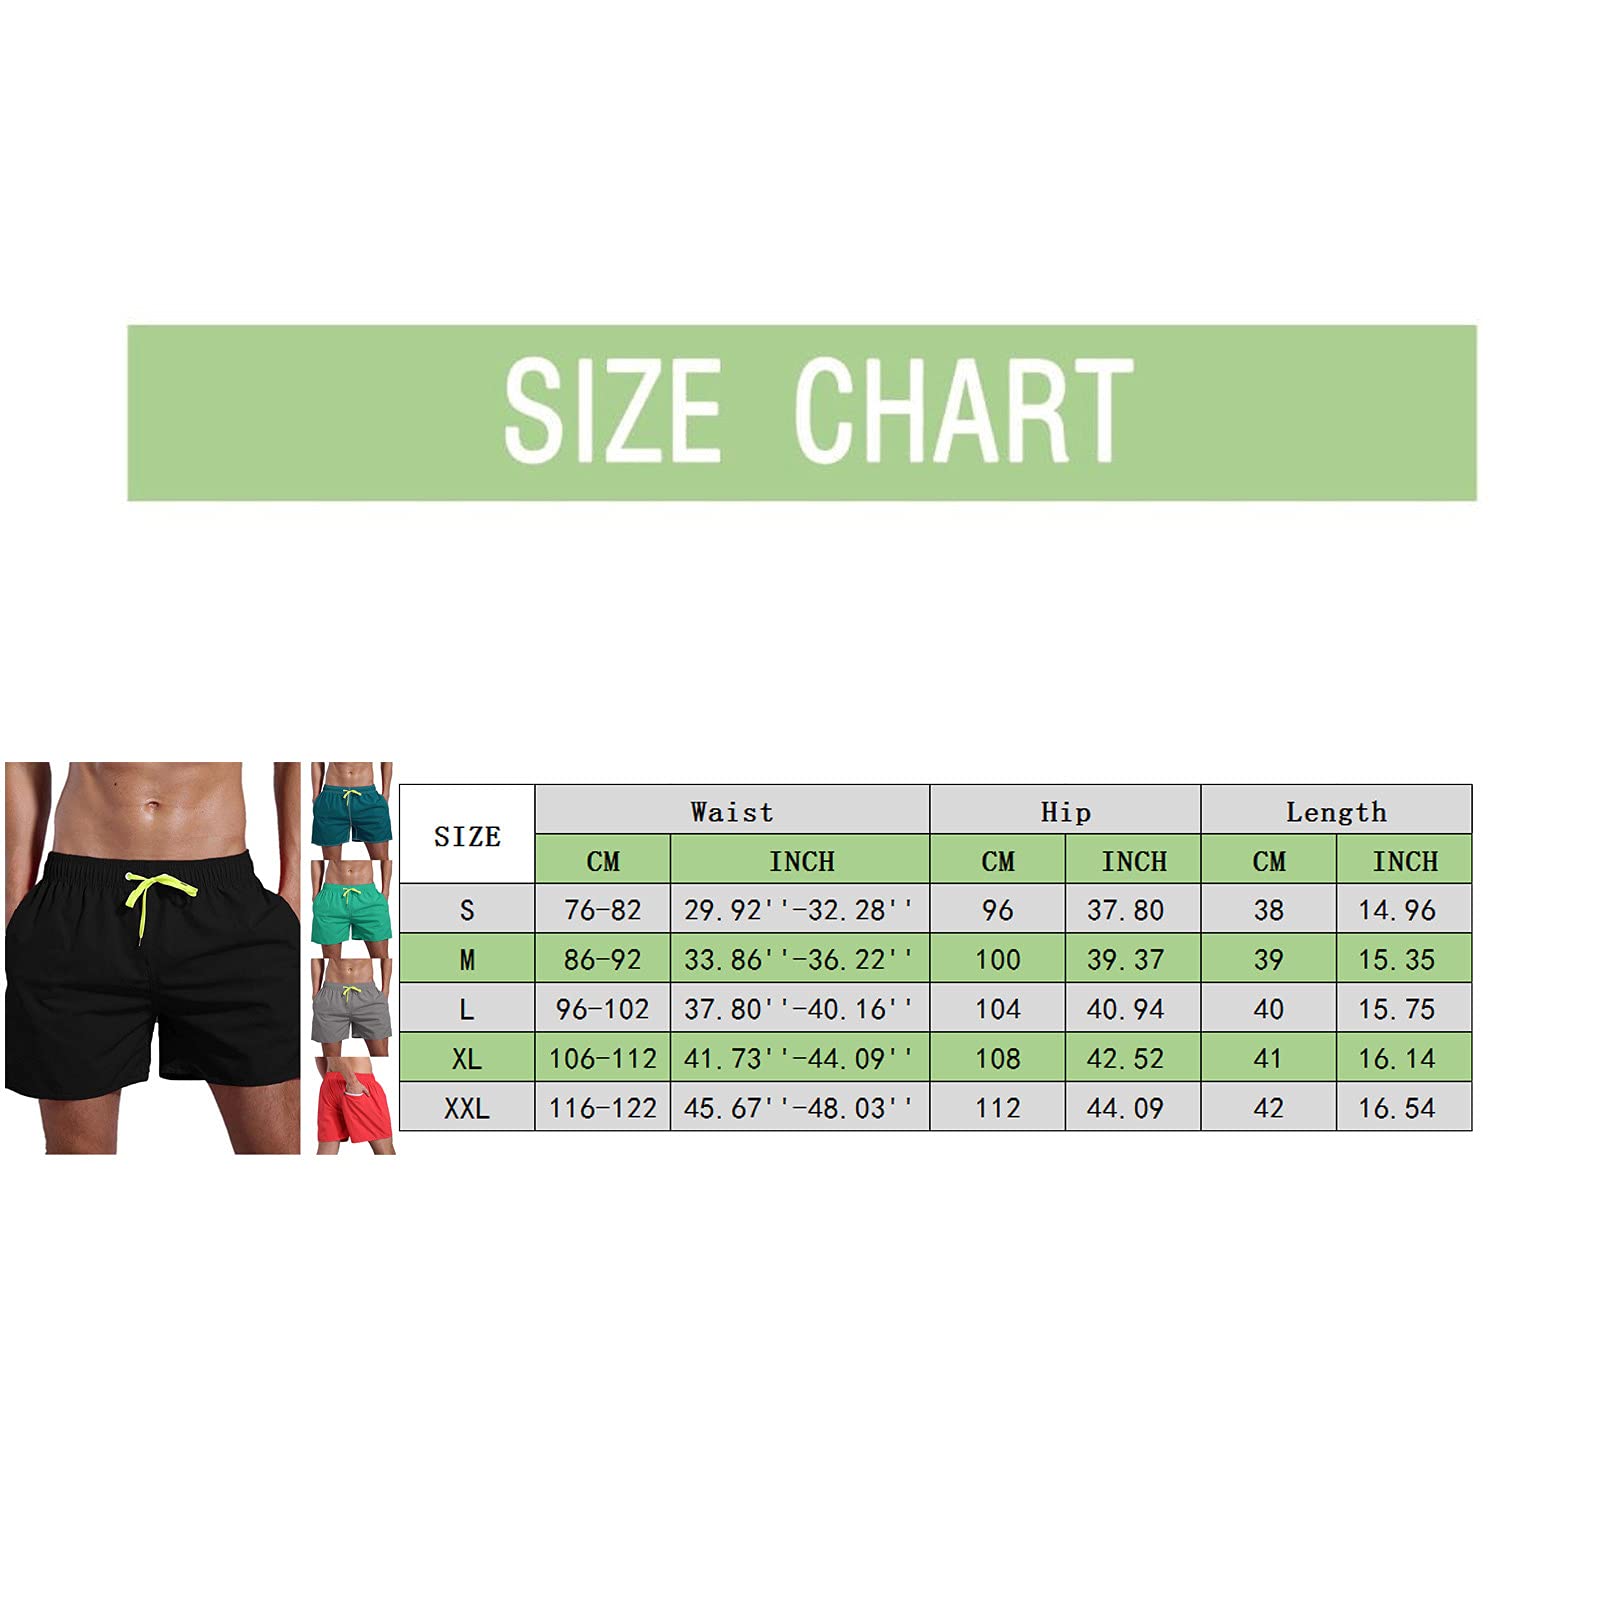 SIZE CHART
SIZE Waist Hip Length
CM INCH CM INCH CM INCH
S 76-82 29.92''-32.28'' 96 37.80 38 14.96
M 86-92 33.86''-36.22'' 100 39.37 39 15.35
L 96-102 37.80''-40.16'' 104 40.94 40 15.75
XL 106-112 41.73''-44.09'' 108 42.52 41 16.14
XXL 116-122 45.67''-48.03'' 112 44.09 42 16.54